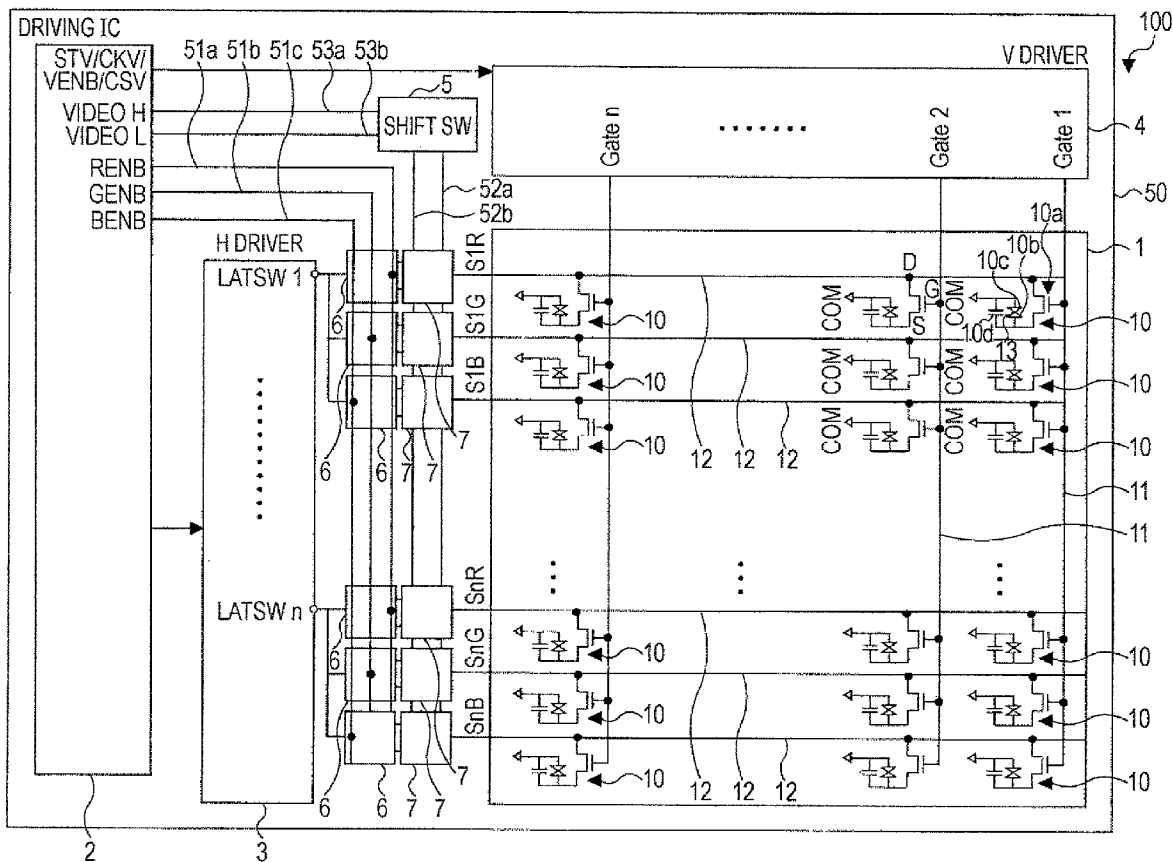 DRIVING IC
51a 51b 51c 53a 53b
100
STV/CKV/
VENB/CSV
V DRIVER
5
VIDEO H
VIDEO L
SHIFT SW
Gate n
Gate 2
Gate 1
4
RENB
GENB
BENB
52a
52b
50
H DRIVER
LATSW 1
S1R
S1G
S1B
1
10a
10b
10c
10d
13
D
G
S
COM COM
COM COM
COM COM
10 10
10 10
10 10
6
6 6 7 7 7
12 12 12
11
11
LATSW n
SnR
SnG
SnB
6
10 10
10 10
10 10
6 6 7 7 7
12 12 12
2 3